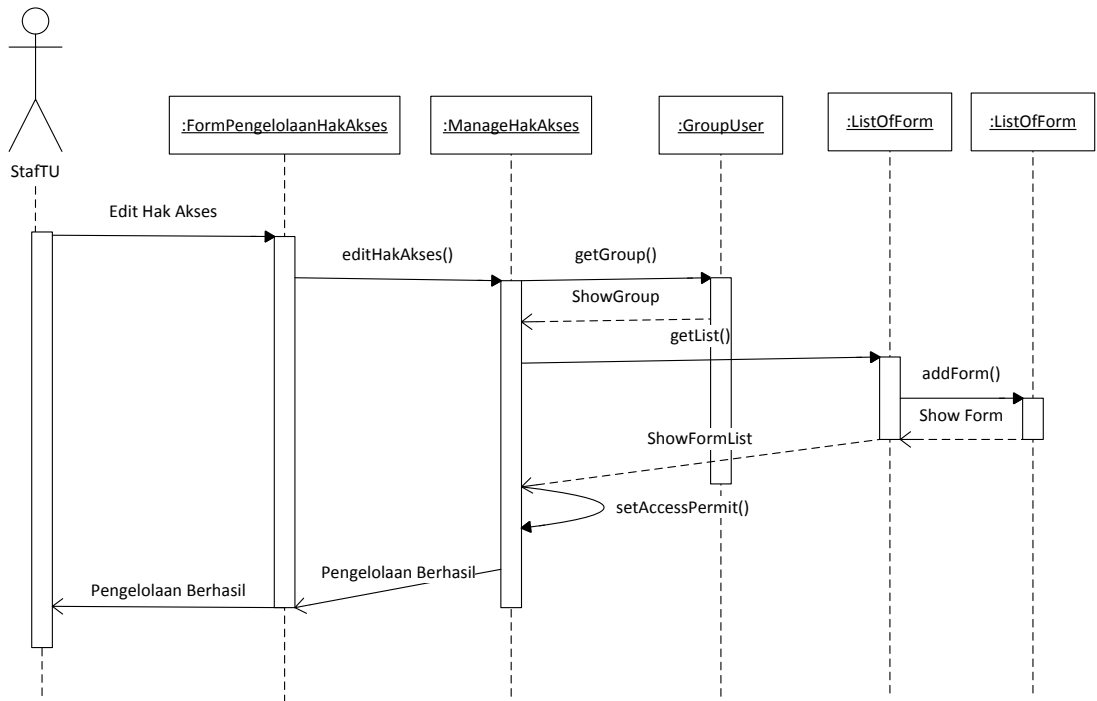 StafTU
:FormPengelolaanHakAkses
:ManageHakAkses
:GroupUser
:ListOfForm
:ListOfForm
Edit Hak Akses
editHakAkses()
getGroup()
ShowGroup
getList()
addForm()
Show Form
ShowFormList
setAccessPermit()
Pengelolaan Berhasil
Pengelolaan Berhasil